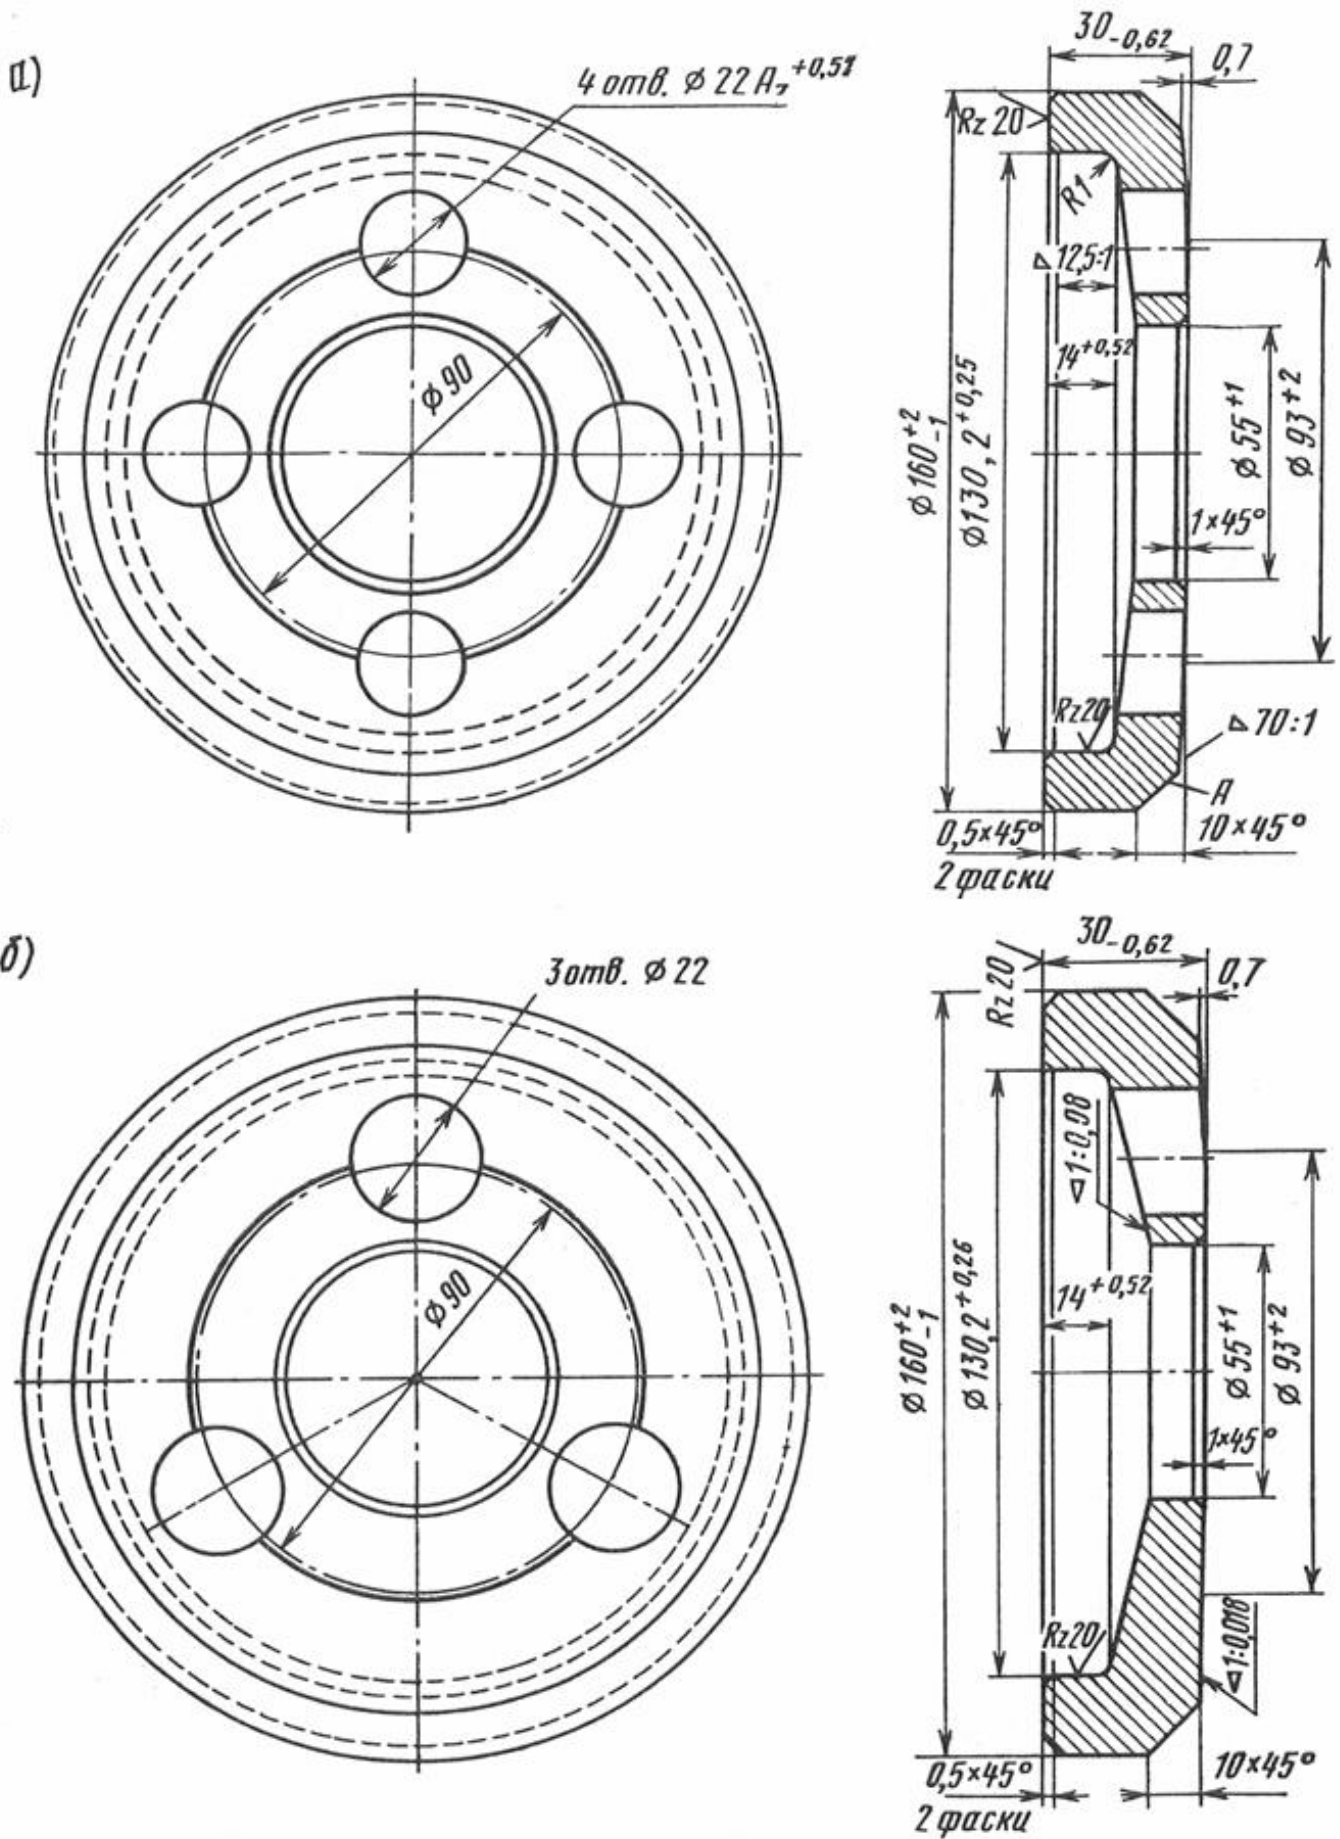 а)
4 отв. ⌀ 22 А₇ +0,52
⌀ 90
30-0,62
0,7
Rz 20
R1
▷ 12,5:1
14+0,52
⌀160+2-1
⌀130,2+0,25
⌀55+1
⌀93+2
1×45°
Rz20
▷ 70:1
А
0,5×45°
2 фаски
10×45°
б)
3 отв. ⌀ 22
⌀ 90
30-0,62
0,7
Rz 20
◁1:0,98
14+0,52
⌀160+2-1
⌀130,2+0,26
⌀55+1
⌀93+2
1×45°
Rz20
◁1:0,018
0,5×45°
2 фаски
10×45°